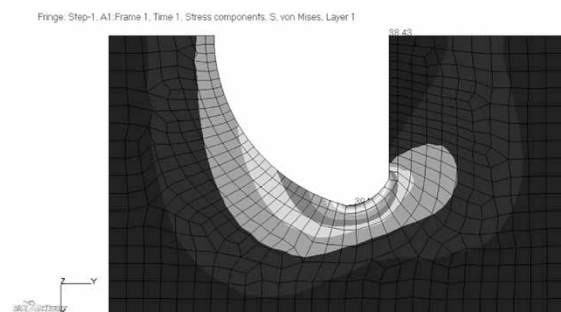 Fringe, Step-1, A1:Frame 1, Time 1, Stress components, S, von Mises, Layer 1
38.43
Z
Y